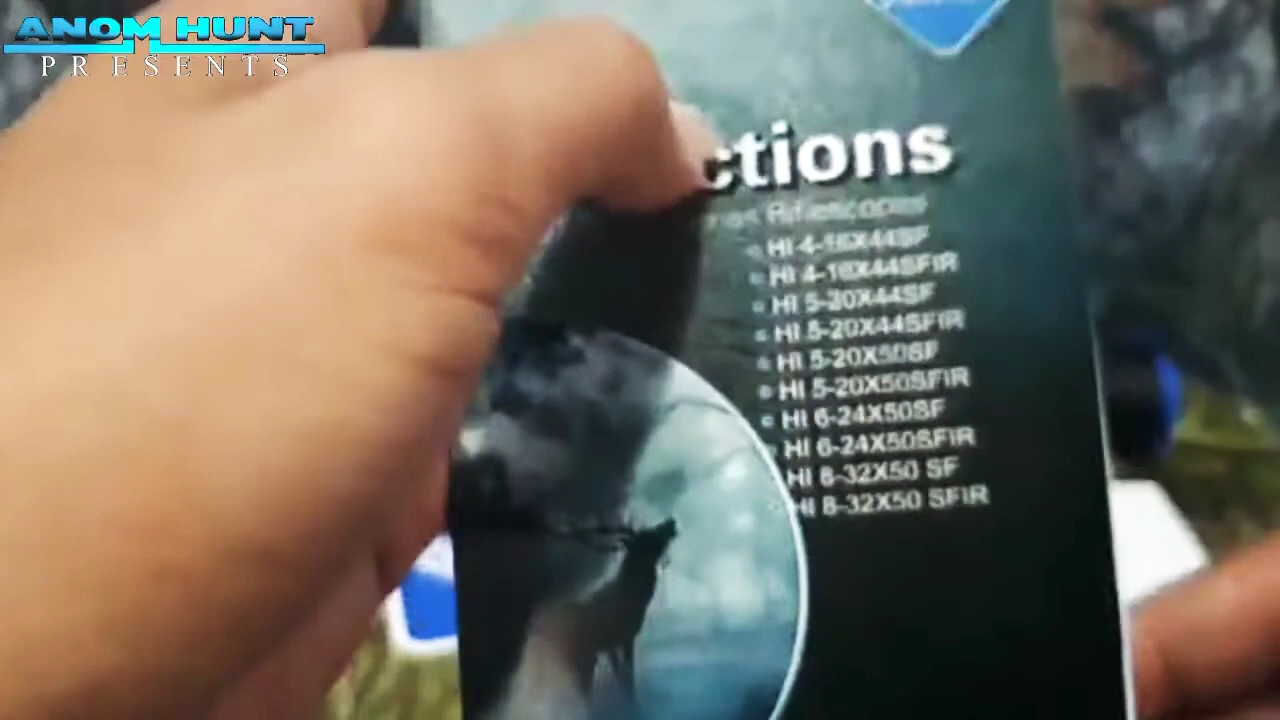 ANOM HUNT
PRESENTS
ctions
Riflescopes
HI 4-16X44SF
HI 4-16X44SFIR
HI 5-20X44SF
HI 5-20X44SFIR
HI 5-20X50SF
HI 5-20X50SFIR
HI 6-24X50SF
HI 6-24X50SFIR
HI 8-32X50 SF
HI 8-32X50 SFIR